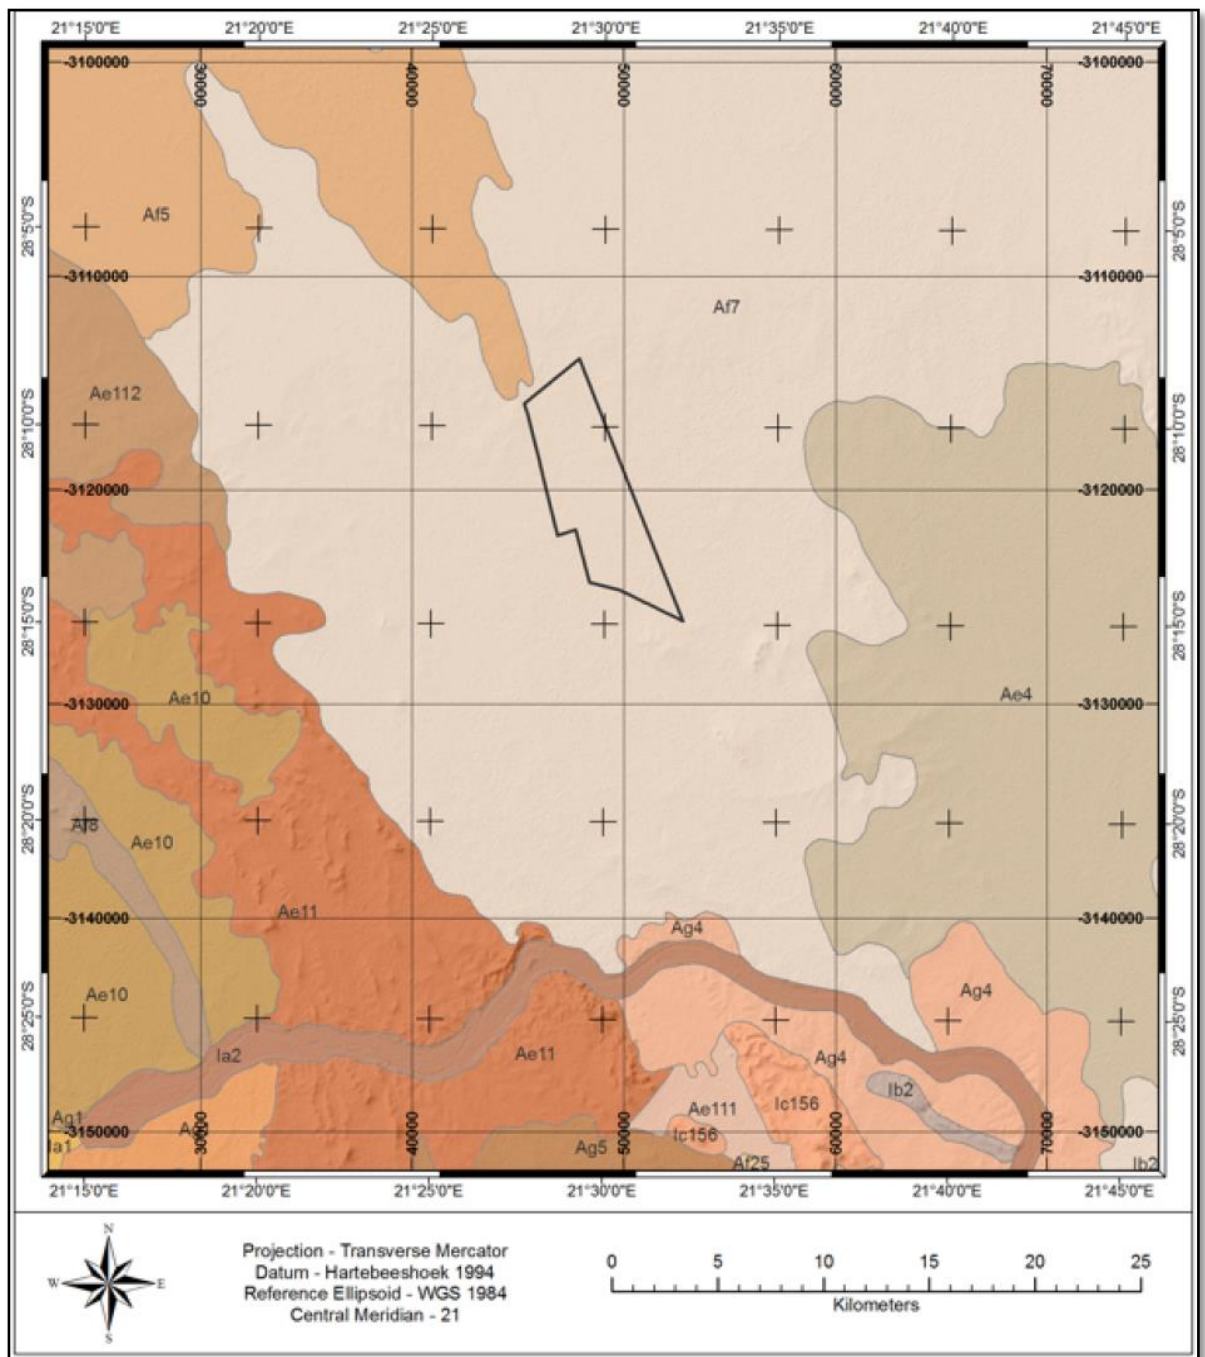 21°15'0"E 21°20'0"E 21°25'0"E 21°30'0"E 21°35'0"E 21°40'0"E 21°45'0"E
-3100000 30000 40000 50000 60000 70000 -3100000
Af5
28°5'0"S 28°5'0"S
-3110000 -3110000
Af7
Ae112
28°10'0"S 28°10'0"S
-3120000 -3120000
28°15'0"S 28°15'0"S
Ae10 Ae4
-3130000 -3130000
28°20'0"S 28°20'0"S
Af8
Ae10
Ae11
-3140000 -3140000
Ag4
Ae10 Ag4
28°25'0"S 28°25'0"S
Ia2 Ae11 Ag4
Ib2
Ag1 Ae111 Ic156
-3150000 30000 40000 50000 60000 70000 -3150000
Ia1 Ag5 Ic156
Af25 Ib2
21°15'0"E 21°20'0"E 21°25'0"E 21°30'0"E 21°35'0"E 21°40'0"E 21°45'0"E
N
W E
S
Projection - Transverse Mercator
Datum - Hartebeeshoek 1994
Reference Ellipsoid - WGS 1984
Central Meridian - 21
0 5 10 15 20 25
Kilometers